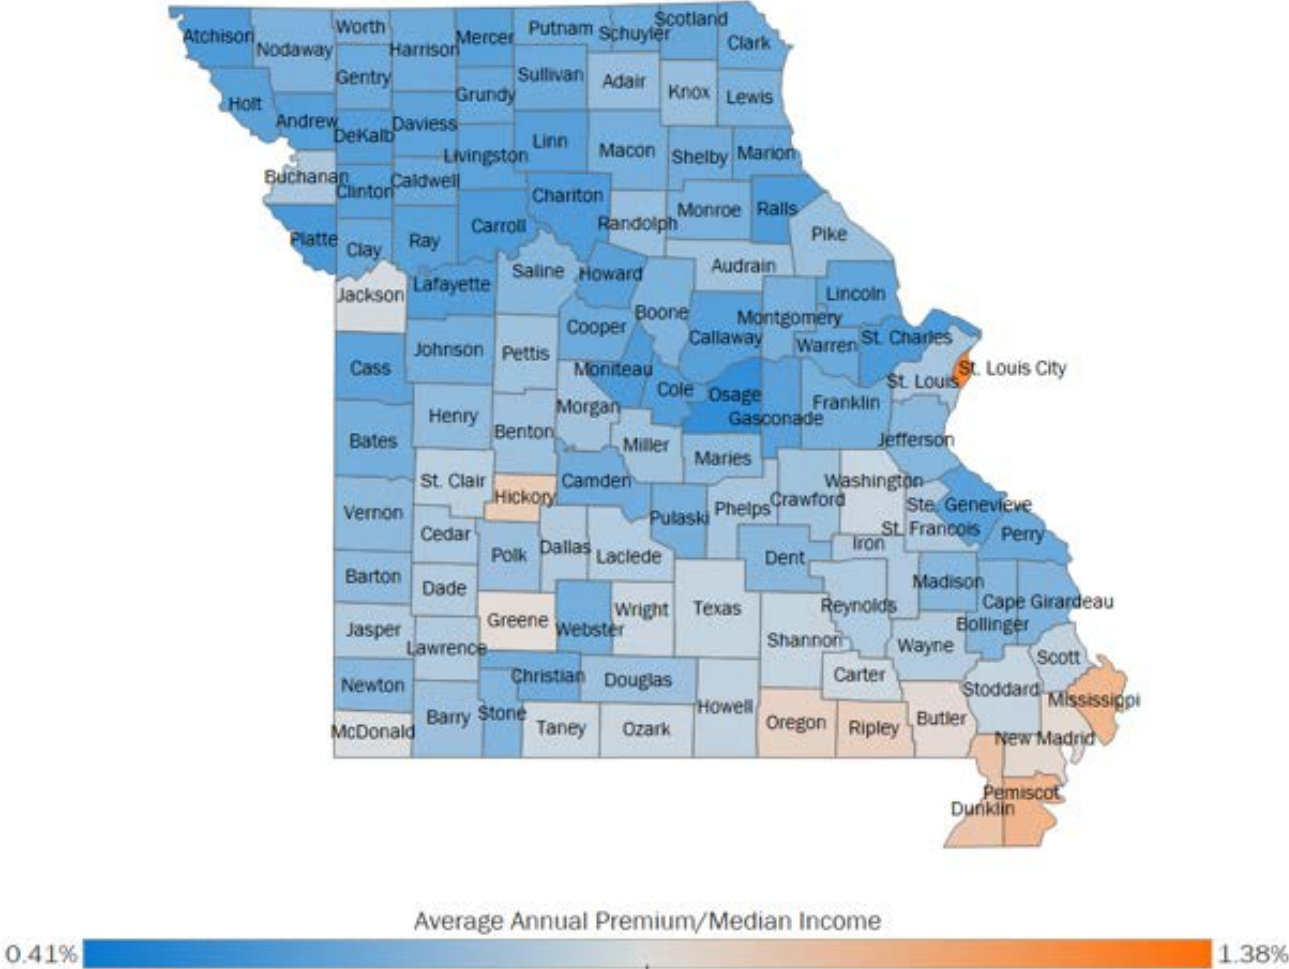 Scotland
Worth
Putnam
Schuyler
Atchison
Mercer
Clark
Nodaway
Harrison
Gentry
Sullivan
Adair
Knox
Lewis
Grundy
Holt
Andrew
DeKalb
Daviess
Linn
Macon
Livingston
Shelby
Marion
Buchanan
Clinton
Caldwell
Chariton
Ralls
Monroe
Randolph
Carroll
Pike
Platte
Clay
Ray
Audrain
Saline
Howard
Jackson
Lafayette
Lincoln
Boone
Montgomery
Cooper
Callaway
St. Charles
Warren
Johnson
Pettis
Cass
Moniteau
St. Louis City
St. Louis
Cole
Osage
Franklin
Morgan
Gasconade
Henry
Benton
Bates
Miller
Jefferson
Maries
St. Clair
Camden
Washington
Hickory
Crawford
Ste. Genevieve
Vernon
Phelps
Pulaski
St. Francois
Cedar
Perry
Iron
Dallas
Polk
Laclede
Dent
Barton
Madison
Dade
Cape Girardeau
Wright
Texas
Reynolds
Greene
Bollinger
Jasper
Webster
Shannon
Lawrence
Wayne
Scott
Christian
Douglas
Carter
Newton
Stoddard
Mississippi
Howell
Stone
Barry
Butler
Oregon
Ripley
Taney
Ozark
McDonald
New Madrid
Pemiscot
Dunklin
Average Annual Premium/Median Income
0.41%
1.38%